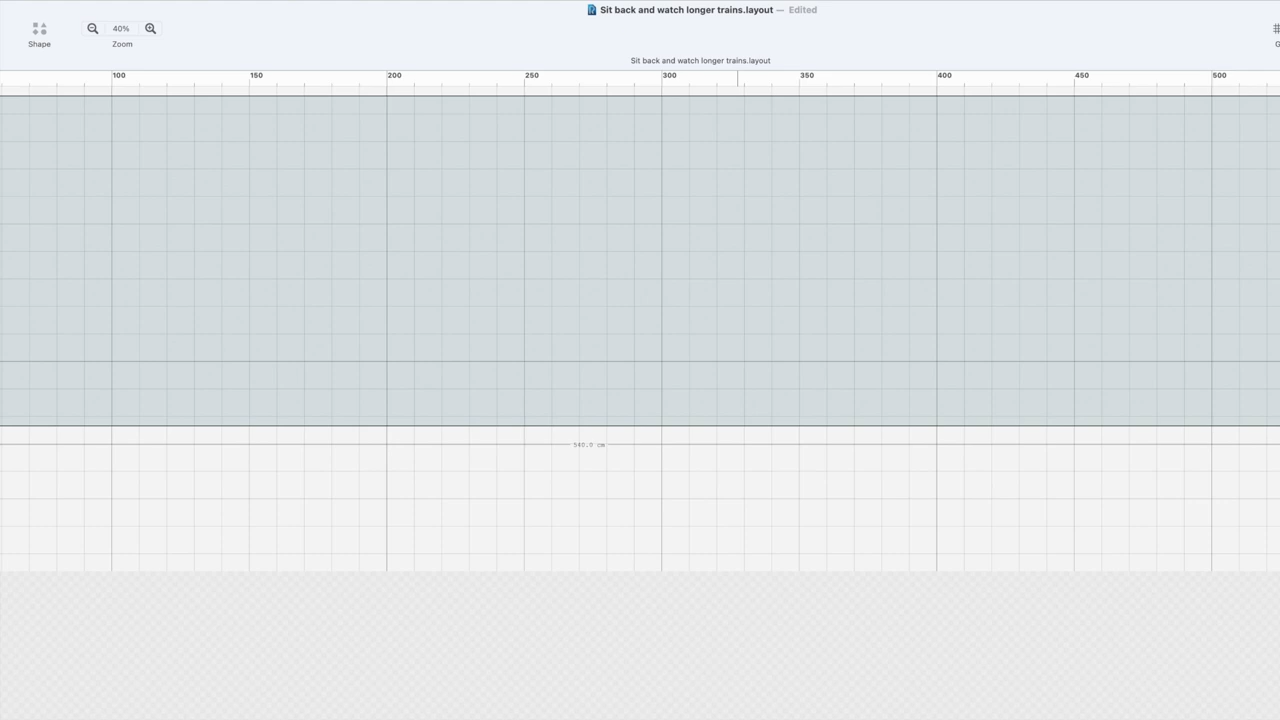 Sit back and watch longer trains.layout — Edited
40%
Shape
Zoom
G
Sit back and watch longer trains.layout
100 150 200 250 300 350 400 450 500
540.0 cm